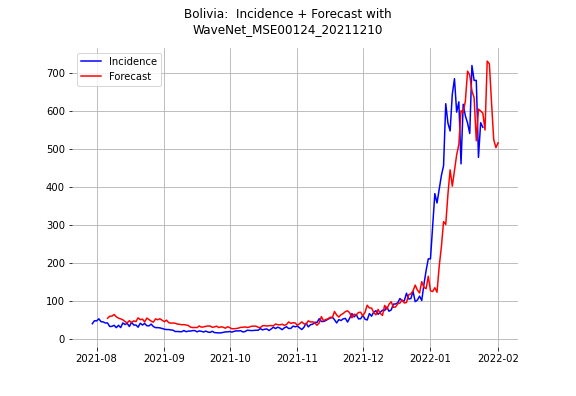 Bolivia:  Incidence + Forecast with
WaveNet_MSE00124_20211210
Incidence
Forecast
700
600
500
400
300
200
100
0
2021-08 2021-09 2021-10 2021-11 2021-12 2022-01 2022-02